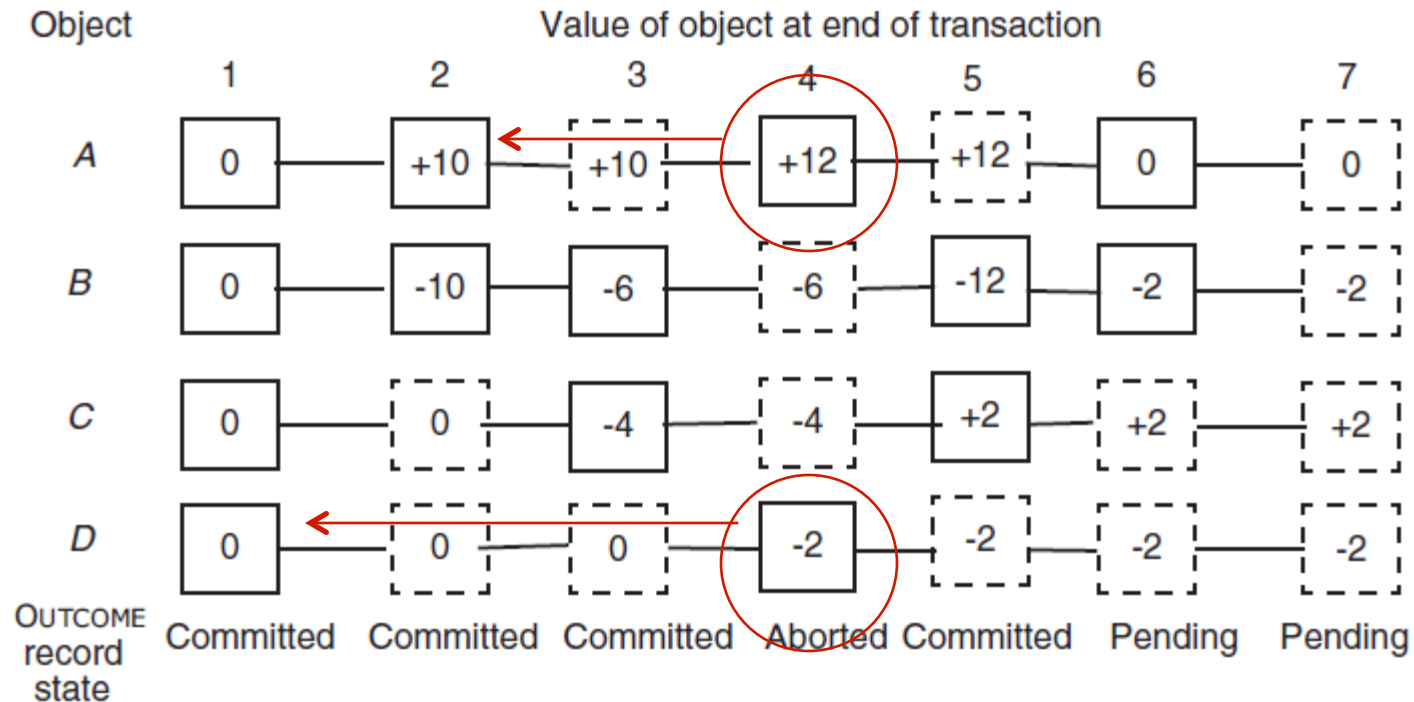 Object Value of object at end of transaction
1 2 3 4 5 6 7
A 0 +10 +10 +12 +12 0 0
B 0 -10 -6 -6 -12 -2 -2
C 0 0 -4 -4 +2 +2 +2
D 0 0 0 -2 -2 -2 -2
OUTCOME
record
state
Committed Committed Committed Aborted Committed Pending Pending